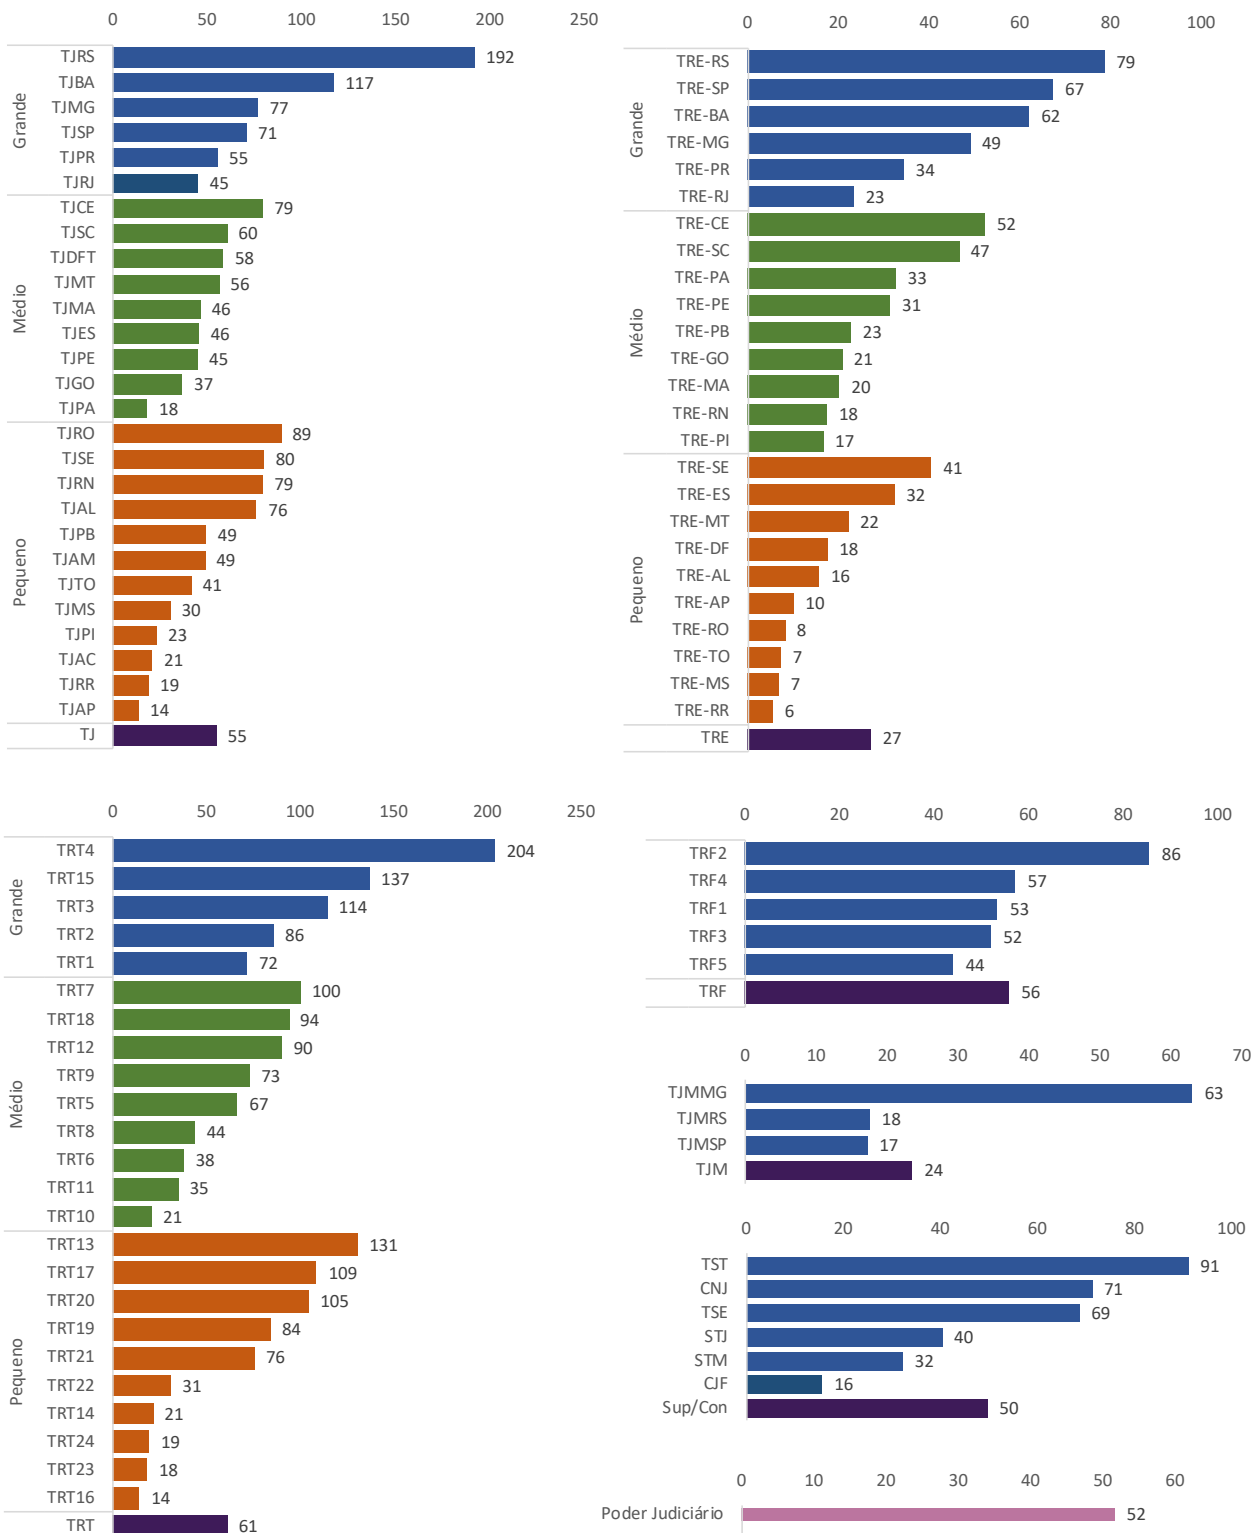 0 50 100 150 200 250
Grande
TJRS 192
TJBA 117
TJMG 77
TJSP 71
TJPR 55
TJRJ 45
Médio
TJCE 79
TJSC 60
TJDFT 58
TJMT 56
TJMA 46
TJES 46
TJPE 45
TJGO 37
TJPA 18
Pequeno
TJRO 89
TJSE 80
TJRN 79
TJAL 76
TJPB 49
TJAM 49
TJTO 41
TJMS 30
TJPI 23
TJAC 21
TJRR 19
TJAP 14
TJ 55
0 20 40 60 80 100
Grande
TRE-RS 79
TRE-SP 67
TRE-BA 62
TRE-MG 49
TRE-PR 34
TRE-RJ 23
Médio
TRE-CE 52
TRE-SC 47
TRE-PA 33
TRE-PE 31
TRE-PB 23
TRE-GO 21
TRE-MA 20
TRE-RN 18
TRE-PI 17
Pequeno
TRE-SE 41
TRE-ES 32
TRE-MT 22
TRE-DF 18
TRE-AL 16
TRE-AP 10
TRE-RO 8
TRE-TO 7
TRE-MS 7
TRE-RR 6
TRE 27
0 50 100 150 200 250
Grande
TRT4 204
TRT15 137
TRT3 114
TRT2 86
TRT1 72
Médio
TRT7 100
TRT18 94
TRT12 90
TRT9 73
TRT5 67
TRT8 44
TRT6 38
TRT11 35
TRT10 21
Pequeno
TRT13 131
TRT17 109
TRT20 105
TRT19 84
TRT21 76
TRT22 31
TRT14 21
TRT24 19
TRT23 18
TRT16 14
TRT 61
0 20 40 60 80 100
TRF2 86
TRF4 57
TRF1 53
TRF3 52
TRF5 44
TRF 56
0 10 20 30 40 50 60 70
TJMMG 63
TJMRS 18
TJMSP 17
TJM 24
0 20 40 60 80 100
TST 91
CNJ 71
TSE 69
STJ 40
STM 32
CJF 16
Sup/Con 50
0 10 20 30 40 50 60
Poder Judiciário 52